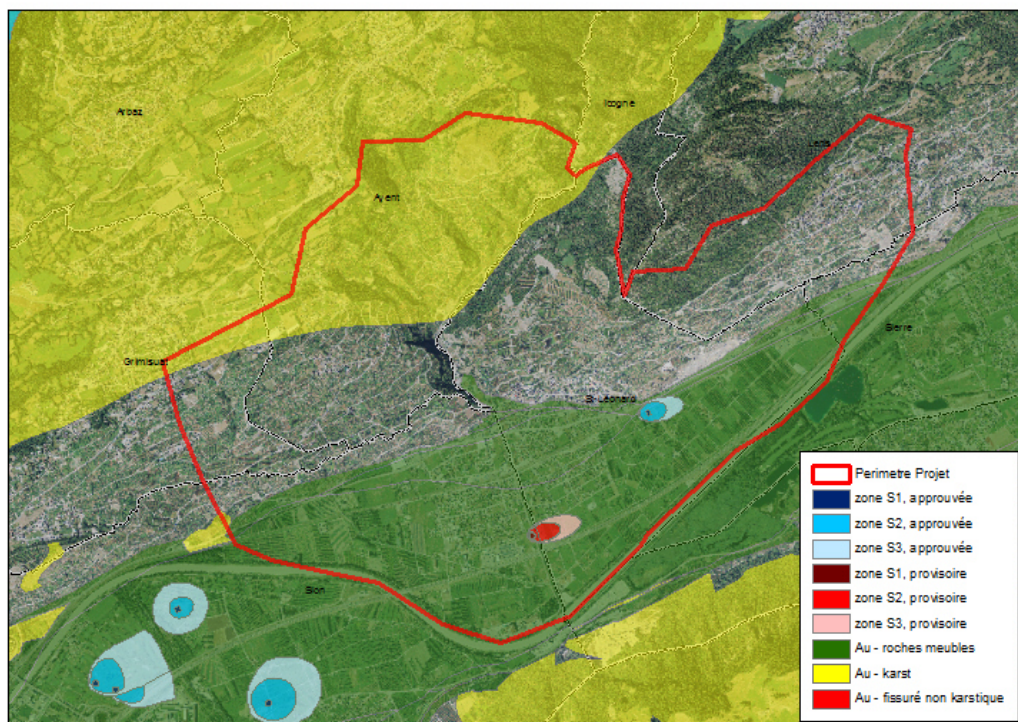 Arbaz
Icogne
Lens
Ayent
Sierre
Grimisuat
St-Léonard
Sion
Perimetre Projet
zone S1, approuvée
zone S2, approuvée
zone S3, approuvée
zone S1, provisoire
zone S2, provisoire
zone S3, provisoire
Au - roches meubles
Au - karst
Au - fissuré non karstique